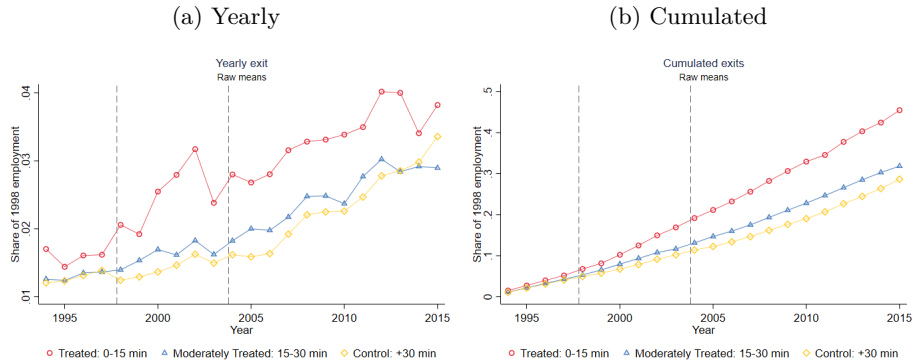 (a) Yearly
(b) Cumulated
Yearly exit
Raw means
Share of 1998 employment
.04
.03
.02
.01
1995
2000
2005
2010
2015
Year
Treated: 0-15 min
Moderately Treated: 15-30 min
Control: +30 min
Cumulated exits
Raw means
Share of 1998 employment
.5
.4
.3
.2
.1
0
1995
2000
2005
2010
2015
Year
Treated: 0-15 min
Moderately Treated: 15-30 min
Control: +30 min